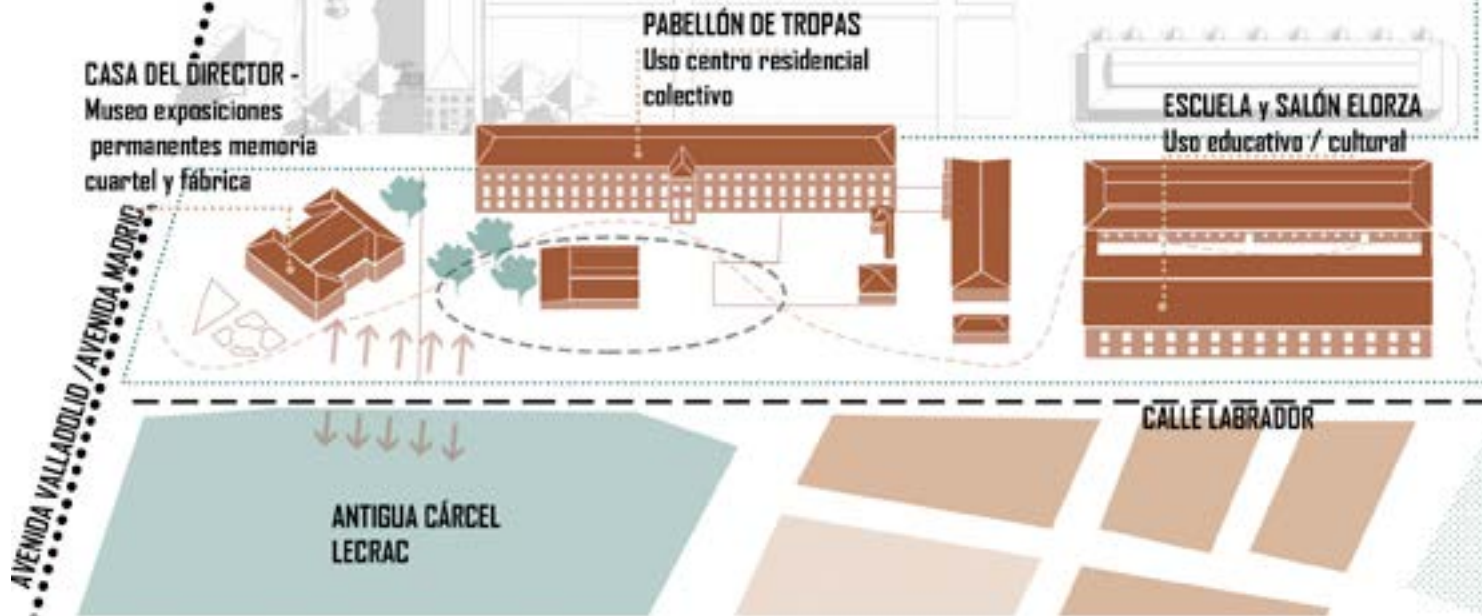 PABELLÓN DE TROPAS
Uso centro residencial
colectivo
CASA DEL DIRECTOR -
Museo exposiciones
permanentes memoria
cuartel y fábrica
ESCUELA y SALÓN ELORZA
Uso educativo / cultural
AVENIDA VALLADOLID / AVENIDA MADRID
CALLE LABRADOR
ANTIGUA CÁRCEL
LECRAC